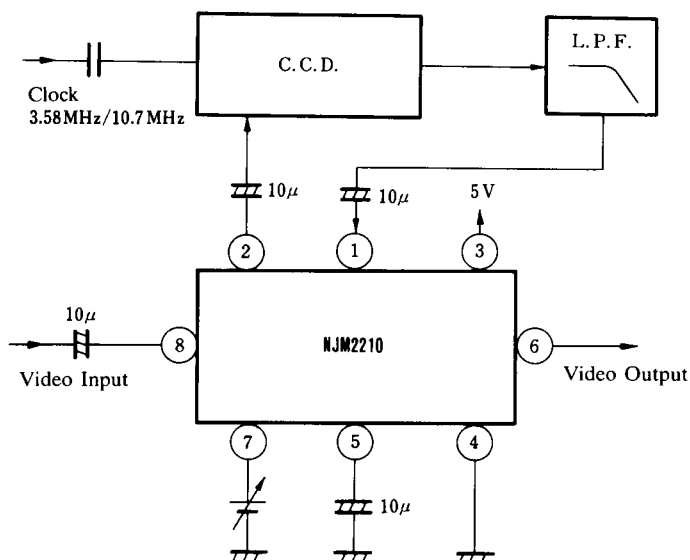 C.C.D.
L.P.F.
Clock
3.58MHz/10.7MHz
10μ
10μ
5V
2
1
3
10μ
8
NJM2210
6
Video Input
Video Output
7
5
4
10μ